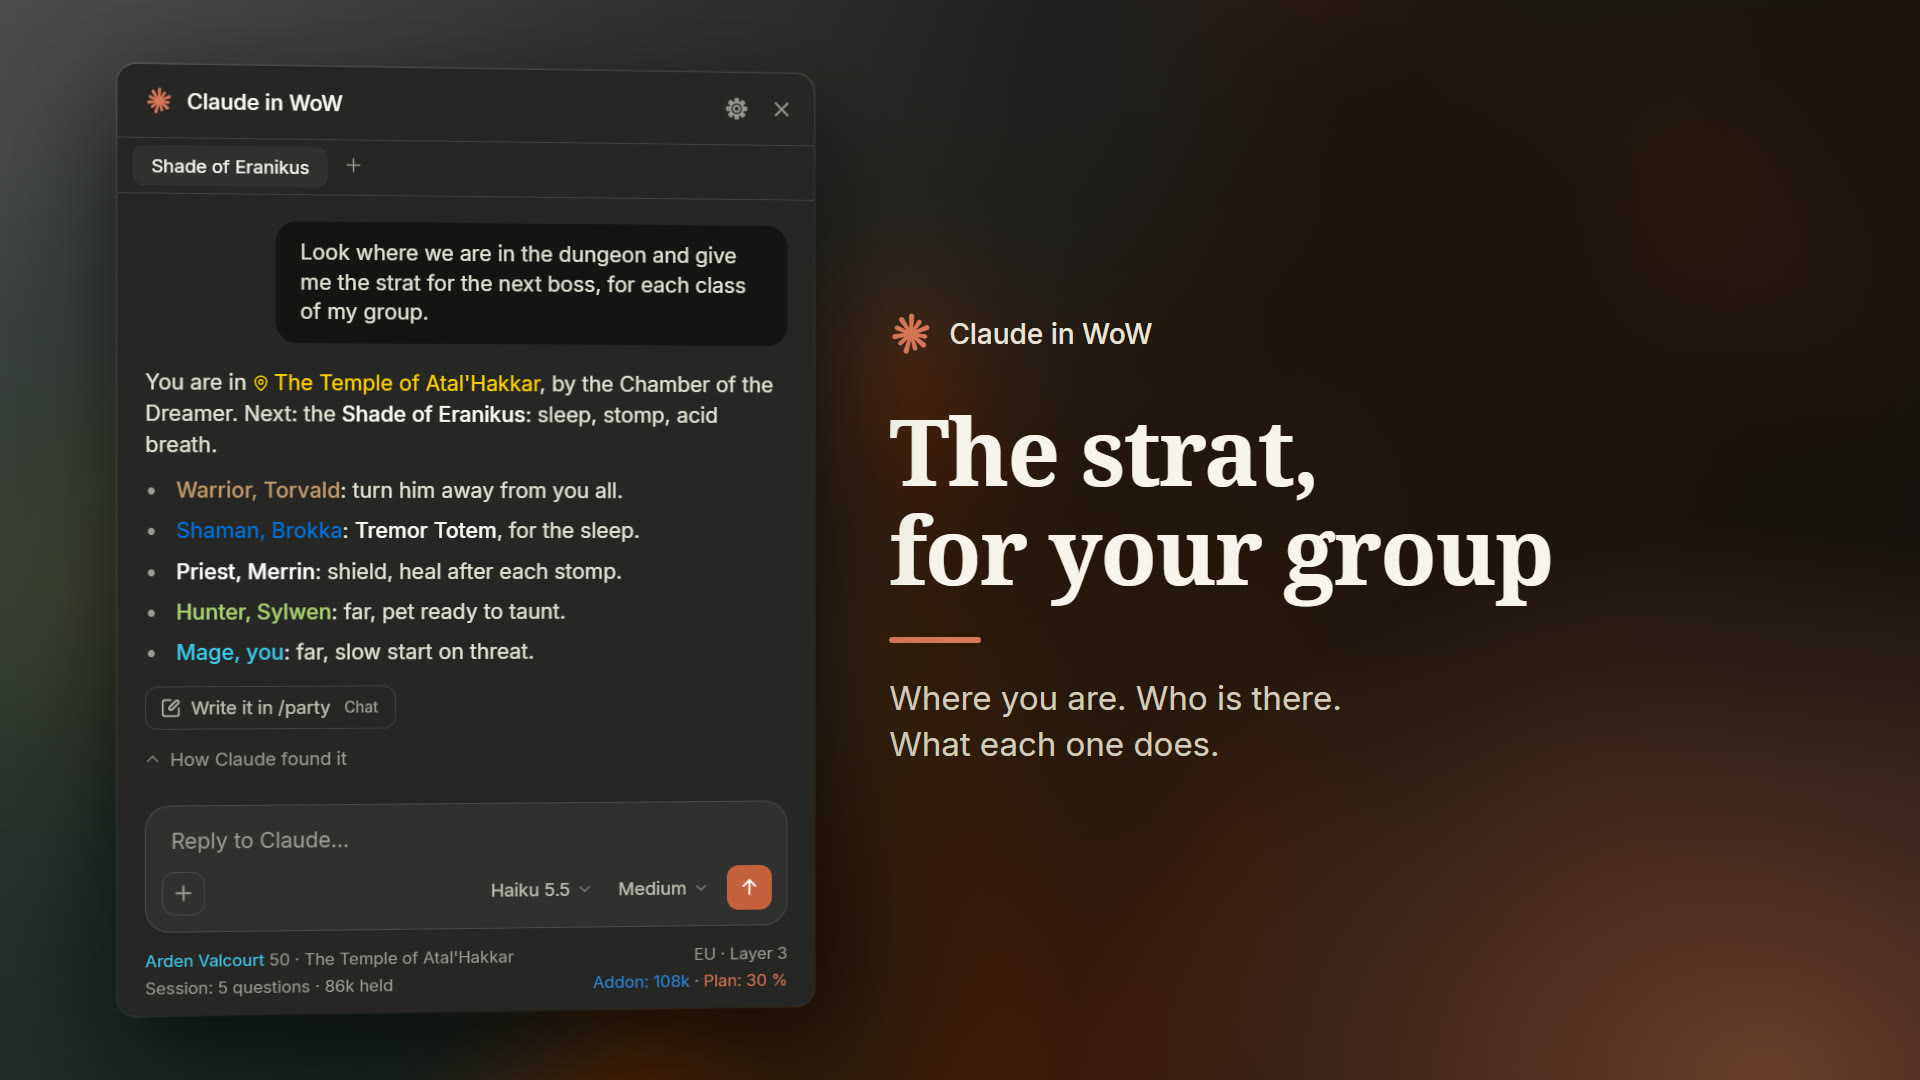 Claude in WoW
Shade of Eranikus
Look where we are in the dungeon and give
me the strat for the next boss, for each class
of my group.
You are in The Temple of Atal'Hakkar, by the Chamber of the
Dreamer. Next: the Shade of Eranikus: sleep, stomp, acid
breath.
• Warrior, Torvald: turn him away from you all.
• Shaman, Brokka: Tremor Totem, for the sleep.
• Priest, Merrin: shield, heal after each stomp.
• Hunter, Sylwen: far, pet ready to taunt.
• Mage, you: far, slow start on threat.
Write it in /party Chat
How Claude found it
Reply to Claude...
Haiku 5.5 Medium
Arden Valcourt 50 · The Temple of Atal'Hakkar
EU · Layer 3
Session: 5 questions · 86k held
Addon: 108k · Plan: 30 %
Claude in WoW
The strat,
for your group
Where you are. Who is there.
What each one does.